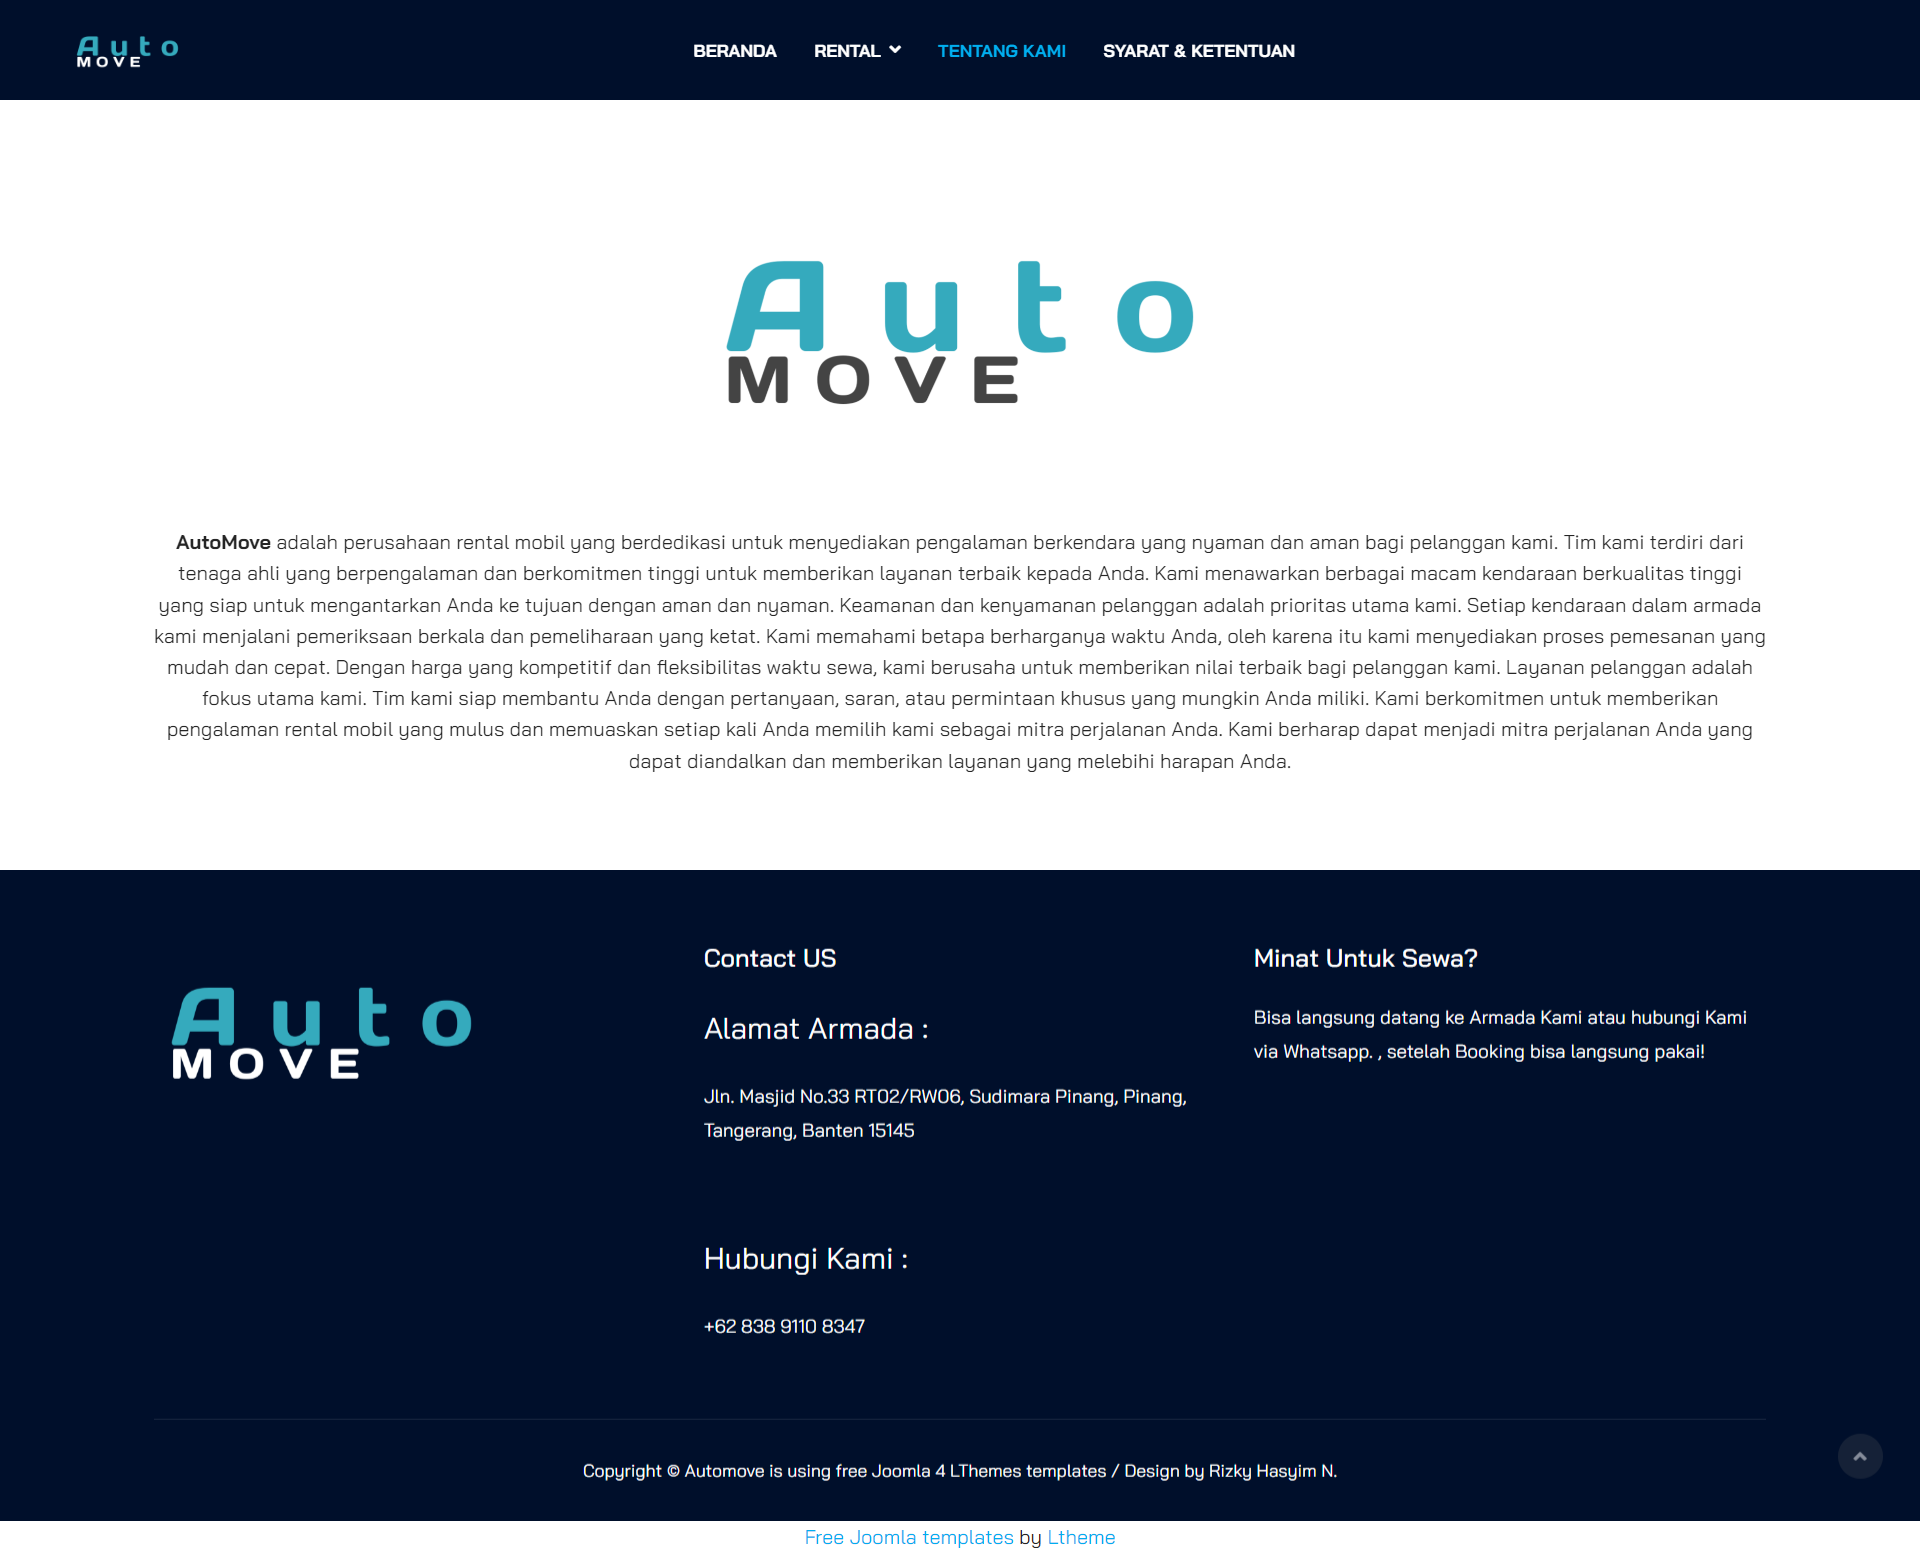 Auto
MOVE
BERANDA RENTAL TENTANG KAMI SYARAT & KETENTUAN
Auto
MOVE
AutoMove adalah perusahaan rental mobil yang berdedikasi untuk menyediakan pengalaman berkendara yang nyaman dan aman bagi pelanggan kami. Tim kami terdiri dari
tenaga ahli yang berpengalaman dan berkomitmen tinggi untuk memberikan layanan terbaik kepada Anda. Kami menawarkan berbagai macam kendaraan berkualitas tinggi
yang siap untuk mengantarkan Anda ke tujuan dengan aman dan nyaman. Keamanan dan kenyamanan pelanggan adalah prioritas utama kami. Setiap kendaraan dalam armada
kami menjalani pemeriksaan berkala dan pemeliharaan yang ketat. Kami memahami betapa berharganya waktu Anda, oleh karena itu kami menyediakan proses pemesanan yang
mudah dan cepat. Dengan harga yang kompetitif dan fleksibilitas waktu sewa, kami berusaha untuk memberikan nilai terbaik bagi pelanggan kami. Layanan pelanggan adalah
fokus utama kami. Tim kami siap membantu Anda dengan pertanyaan, saran, atau permintaan khusus yang mungkin Anda miliki. Kami berkomitmen untuk memberikan
pengalaman rental mobil yang mulus dan memuaskan setiap kali Anda memilih kami sebagai mitra perjalanan Anda. Kami berharap dapat menjadi mitra perjalanan Anda yang
dapat diandalkan dan memberikan layanan yang melebihi harapan Anda.
Auto
MOVE
Contact US
Alamat Armada :
Jln. Masjid No.33 RT02/RW06, Sudimara Pinang, Pinang,
Tangerang, Banten 15145
Hubungi Kami :
+62 838 9110 8347
Minat Untuk Sewa?
Bisa langsung datang ke Armada Kami atau hubungi Kami
via Whatsapp. , setelah Booking bisa langsung pakai!
Copyright © Automove is using free Joomla 4 LThemes templates / Design by Rizky Hasyim N.
Free Joomla templates by Ltheme